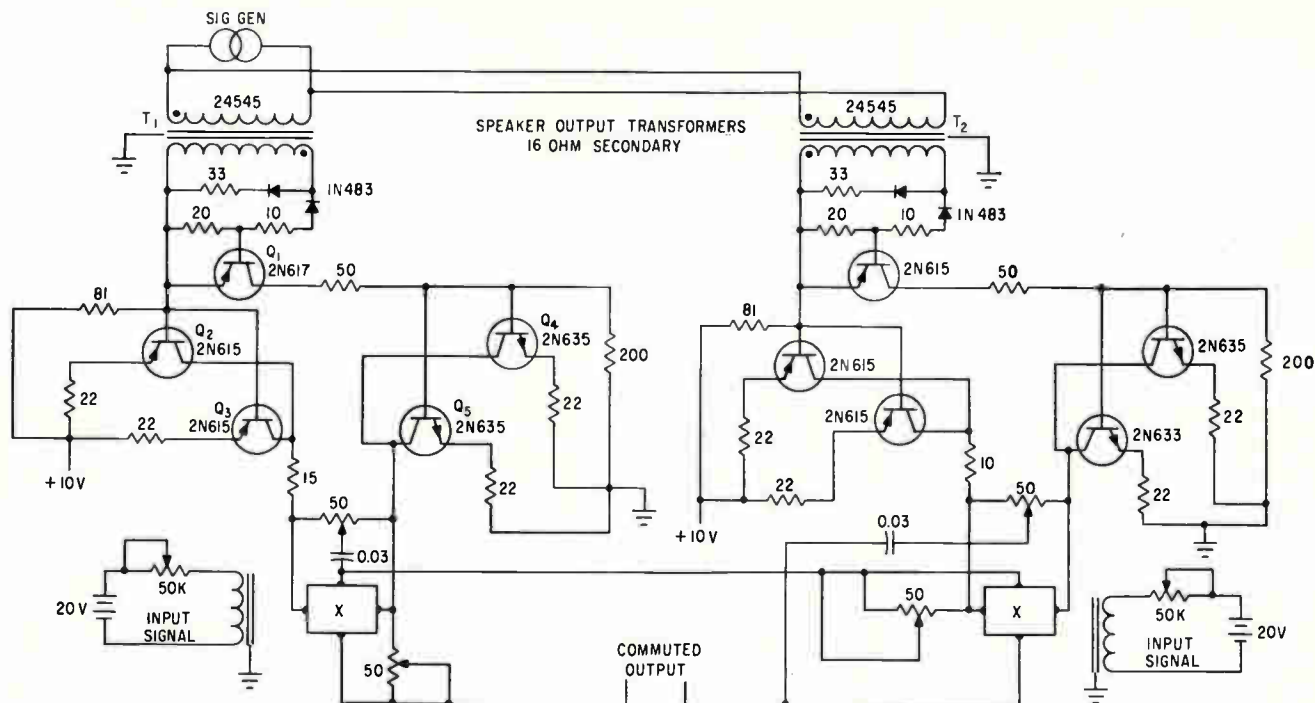 SIG GEN
24545
T1
SPEAKER OUTPUT TRANSFORMERS
16 OHM SECONDARY
24545
T2
33
1N483
20
10
33
1N483
20
10
Q1
2N617
50
2N615
50
81
Q2
2N615
Q4
2N635
200
81
2N615
2N635
200
22
Q3
2N615
22
Q5
2N635
22
22
2N615
22
2N633
22
+10V
15
22
+10V
22
10
22
50
0.03
50
0.03
20V
50K
INPUT
SIGNAL
X
50
X
50K
INPUT
SIGNAL
20V
50
COMMUTED
OUTPUT